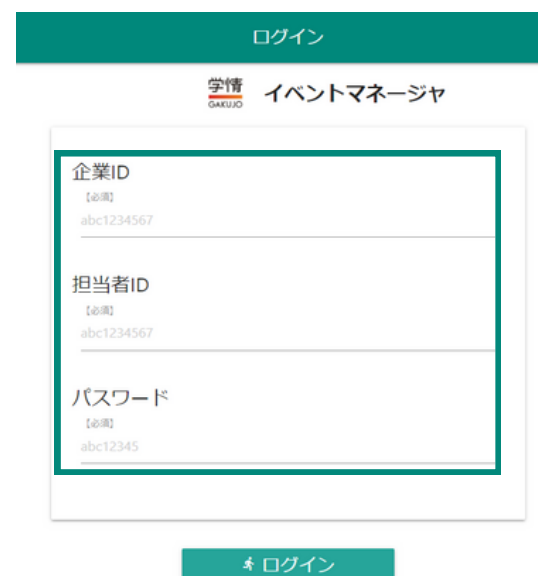 ログイン
学情
GAKUJO
イベントマネージャ
企業ID
【必須】
abc1234567
担当者ID
【必須】
abc1234567
パスワード
【必須】
abc12345
ログイン